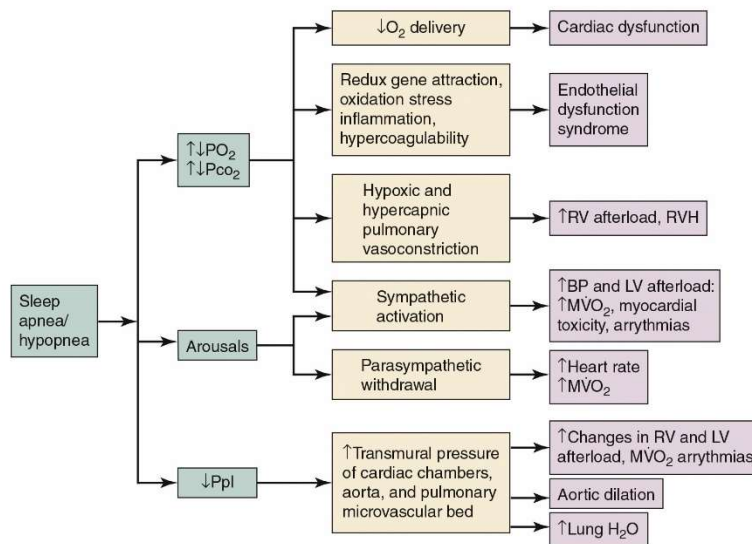 ↓O₂ delivery
Cardiac dysfunction
Redux gene attraction,
oxidation stress
inflammation,
hypercoagulability
Endothelial
dysfunction
syndrome
↑↓PO₂
↑↓Pco₂
Hypoxic and
hypercapnic
pulmonary
vasoconstriction
↑RV afterload, RVH
Sleep
apnea/
hypopnea
Sympathetic
activation
↑BP and LV afterload:
↑MV̇O₂, myocardial
toxicity, arrythmias
Arousals
Parasympathetic
withdrawal
↑Heart rate
↑MV̇O₂
↓Ppl
↑Transmural pressure
of cardiac chambers,
aorta, and pulmonary
microvascular bed
↑Changes in RV and LV
afterload, MV̇O₂ arrythmias
Aortic dilation
↑Lung H₂O